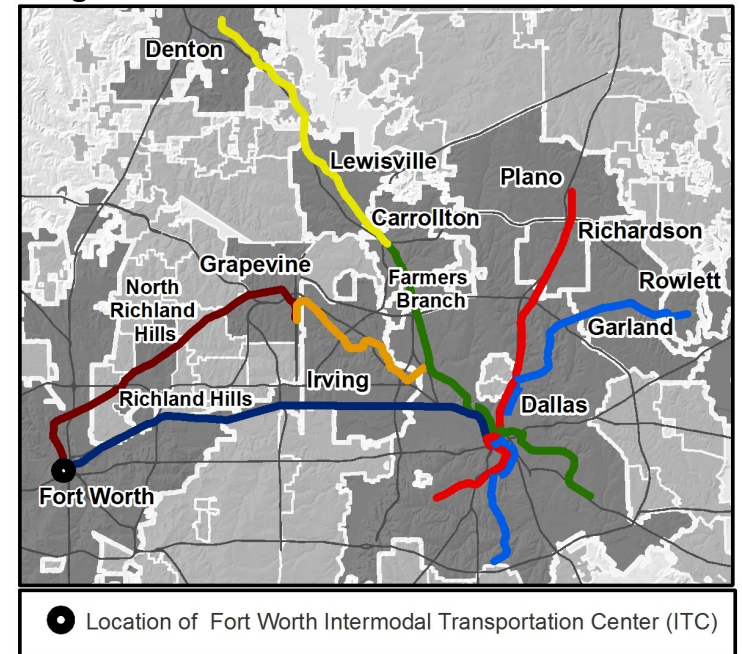 Denton
Lewisville
Plano
Carrollton
Richardson
Grapevine
Farmers
Branch
Rowlett
North
Richland
Hills
Garland
Irving
Richland Hills
Dallas
Fort Worth
Location of Fort Worth Intermodal Transportation Center (ITC)